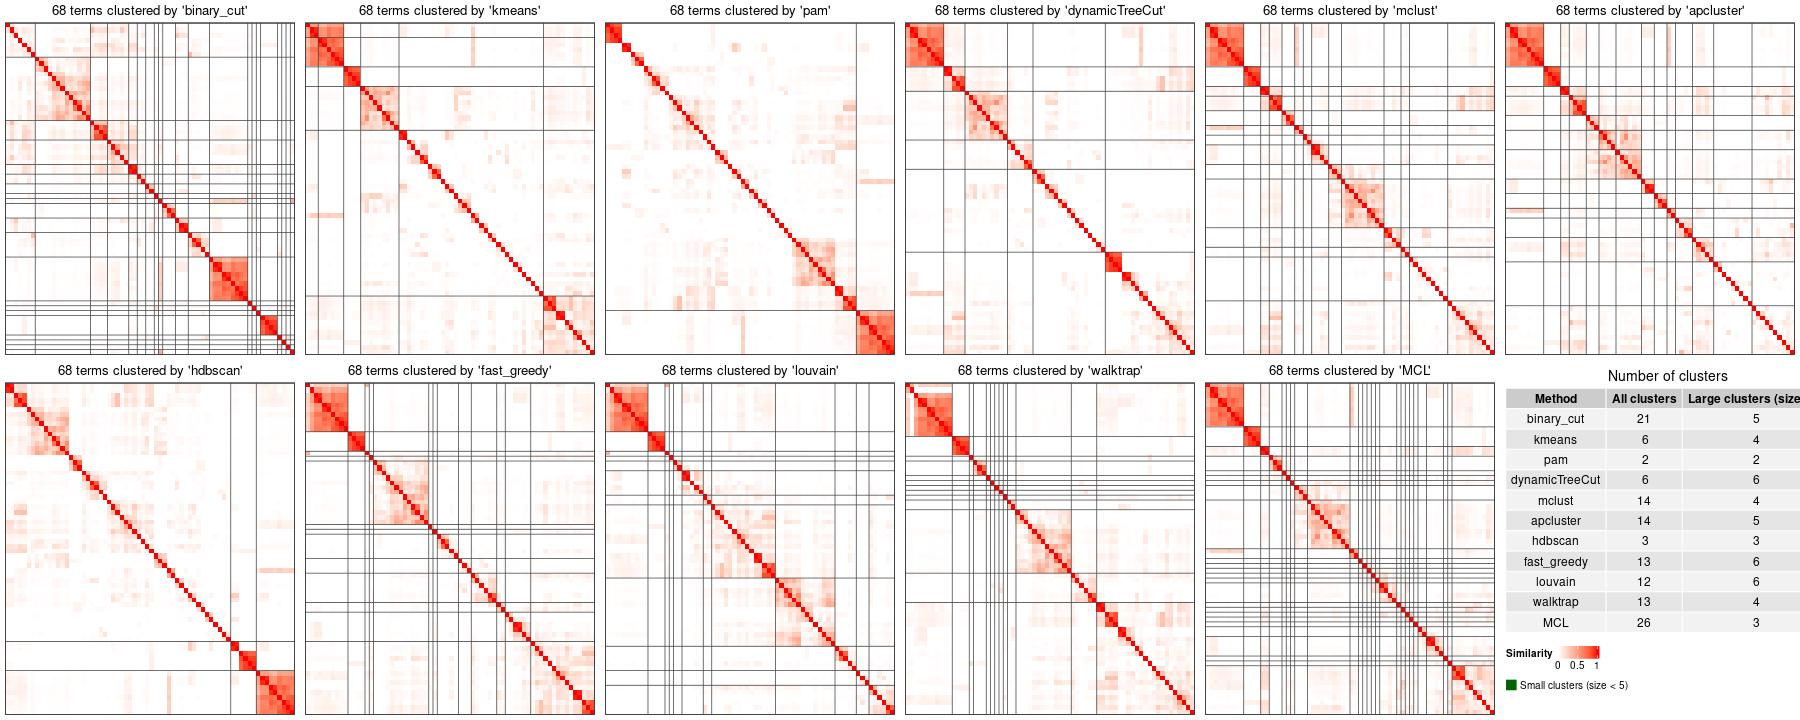 68 terms clustered by 'binary_cut'
68 terms clustered by 'kmeans'
68 terms clustered by 'pam'
68 terms clustered by 'dynamicTreeCut'
68 terms clustered by 'mclust'
68 terms clustered by 'apcluster'
68 terms clustered by 'hdbscan'
68 terms clustered by 'fast_greedy'
68 terms clustered by 'louvain'
68 terms clustered by 'walktrap'
68 terms clustered by 'MCL'
Number of clusters
Method All clusters Large clusters (size
binary_cut 21 5
kmeans 6 4
pam 2 2
dynamicTreeCut 6 6
mclust 14 4
apcluster 14 5
hdbscan 3 3
fast_greedy 13 6
louvain 12 6
walktrap 13 4
MCL 26 3
Similarity
0 0.5 1
Small clusters (size < 5)